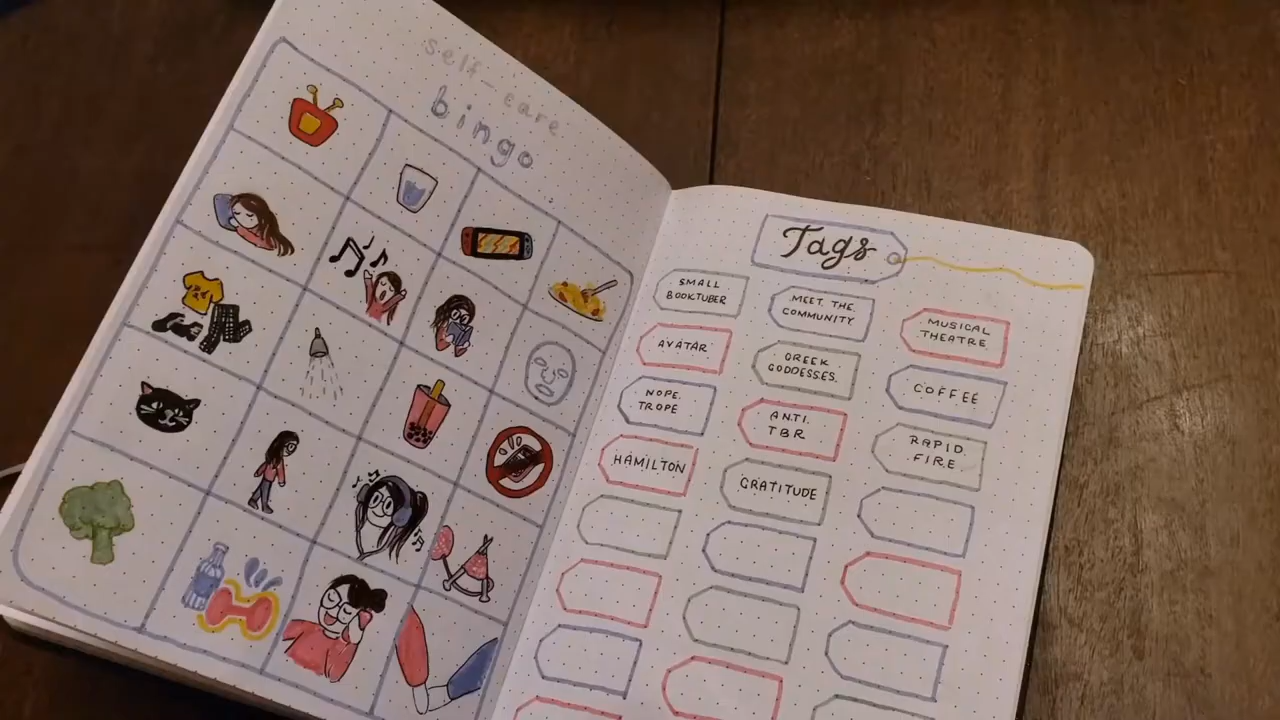 self-care
bingo
Tags
SMALL
BOOKTUBER
MEET THE
COMMUNITY
MUSICAL
THEATRE
AVATAR
GREEK
GODDESSES
COFFEE
NOPE.
TROPE
ANTI.
TBR
RAPID.
FIRE
HAMILTON
GRATITUDE